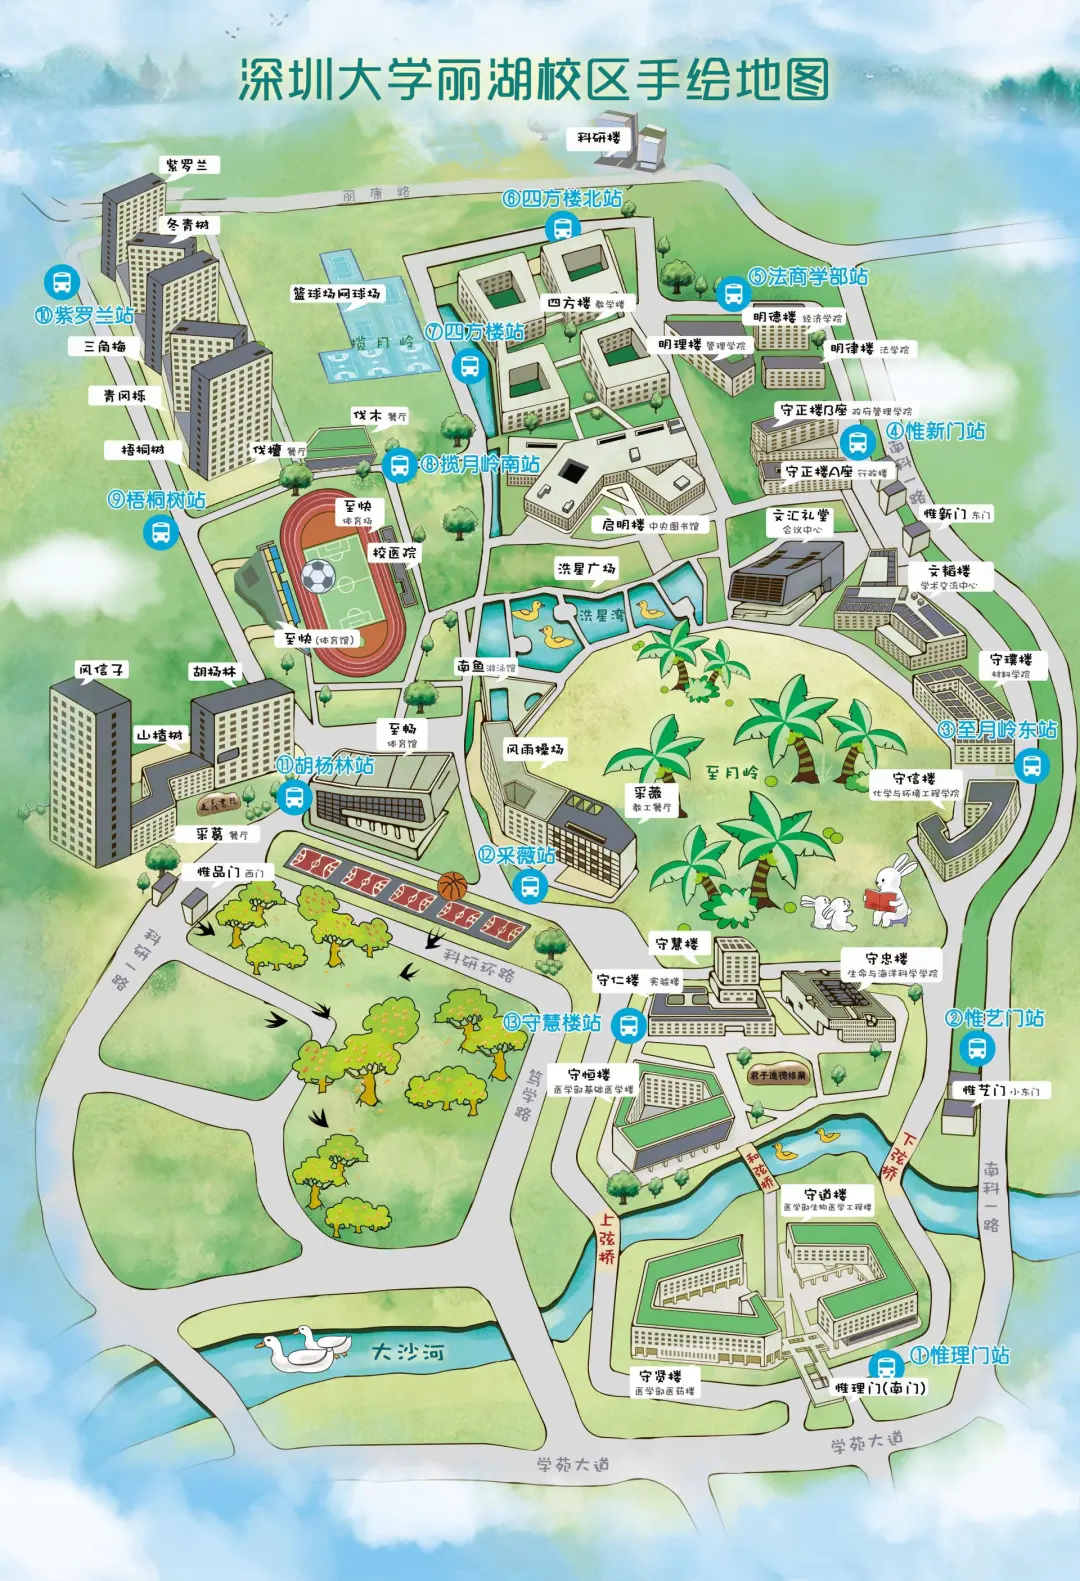 深圳大学丽湖校区手绘地图
科研楼
紫罗兰
丽康路
⑥四方楼北站
冬青树
⑤法商学部站
篮球场网球场
四方楼 教学楼
⑩紫罗兰站
明德楼 经济学院
⑦四方楼站
揽月岭
三角梅
明理楼 管理学院
明律楼 法学院
青冈栎
伐木 餐厅
守正楼B座 政府管理学院
④惟新门站
梧桐树
伐檀 餐厅
⑧揽月岭南站
守正楼A座 行政楼
南科一路
⑨梧桐树站
至快
体育场
启明楼 中央图书馆
文汇礼堂
会议中心
惟新门 东门
校医院
洗星广场
文韬楼
学术交流中心
洗星湾
至快(体育馆)
风信子
胡杨林
南鱼 游泳馆
守璞楼
材料学院
山楂树
至畅
体育馆
风雨操场
③至月岭东站
⑪胡杨林站
至月岭
守信楼
化学与环境工程学院
采薇
教工餐厅
采葛 餐厅
⑫采薇站
惟品门 西门
科研一路
科研环路
守慧楼
守忠楼
生命与海洋科学学院
守仁楼 实验楼
⑬守慧楼站
②惟艺门站
守恒楼
医学部基础医学楼
君子进德修業
惟艺门 小东门
笃学路
和弦桥
下弦桥
南科一路
守道楼
医学部生物医学工程楼
上弦桥
大沙河
①惟理门站
守贤楼
医学部医药楼
惟理门(南门)
学苑大道
学苑大道